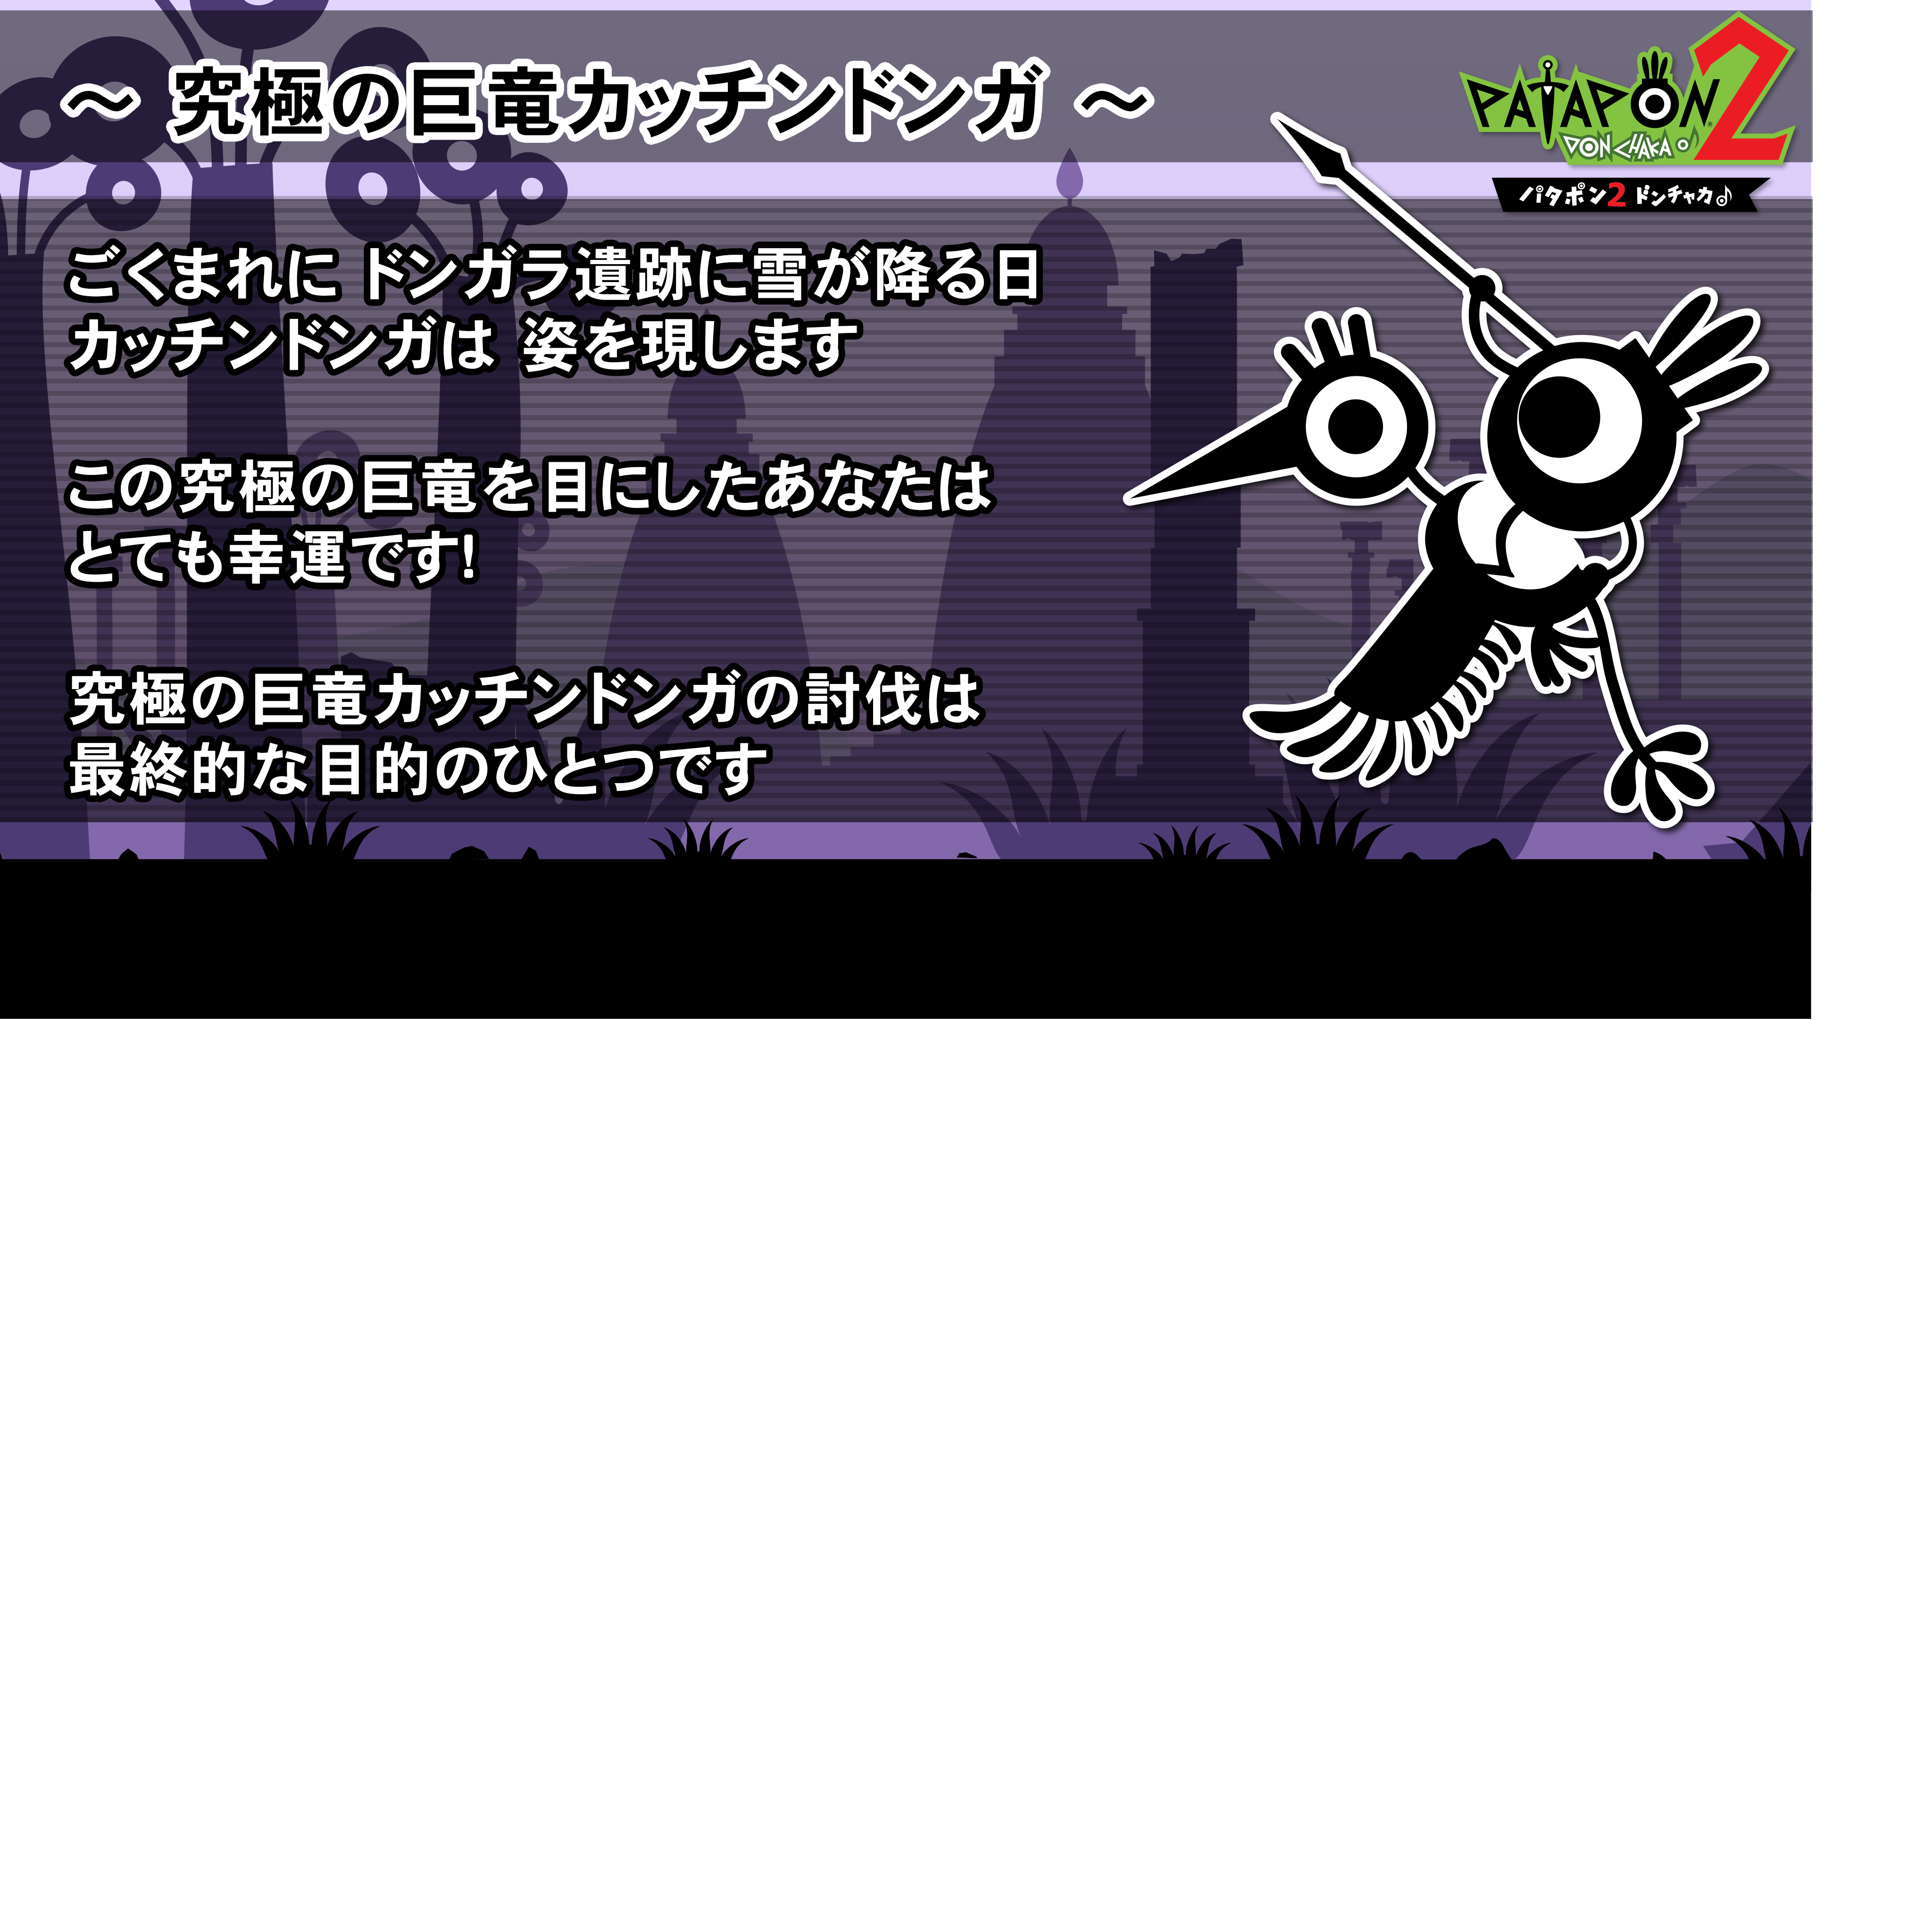 ～ 究極の巨竜カッチンドンガ ～
PATAPON 2
DON CHAKA
パタポン2 ドンチャカ♪
ごくまれに ドンガラ遺跡に雪が降る日
カッチンドンガは 姿を現します
この究極の巨竜を目にしたあなたは
とても幸運です!
究極の巨竜カッチンドンガの討伐は
最終的な目的のひとつです